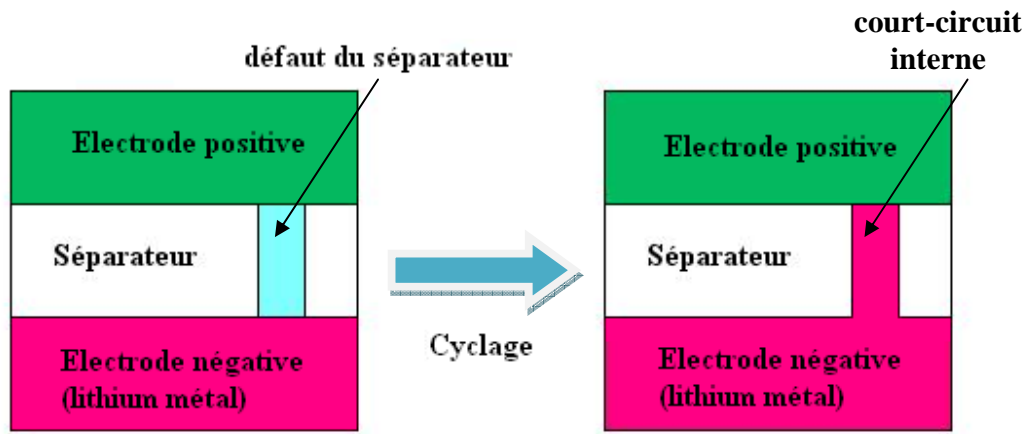 défaut du séparateur
Electrode positive
Séparateur
Electrode négative
(lithium métal)
Cyclage
court-circuit
interne
Electrode positive
Séparateur
Electrode négative
(lithium métal)